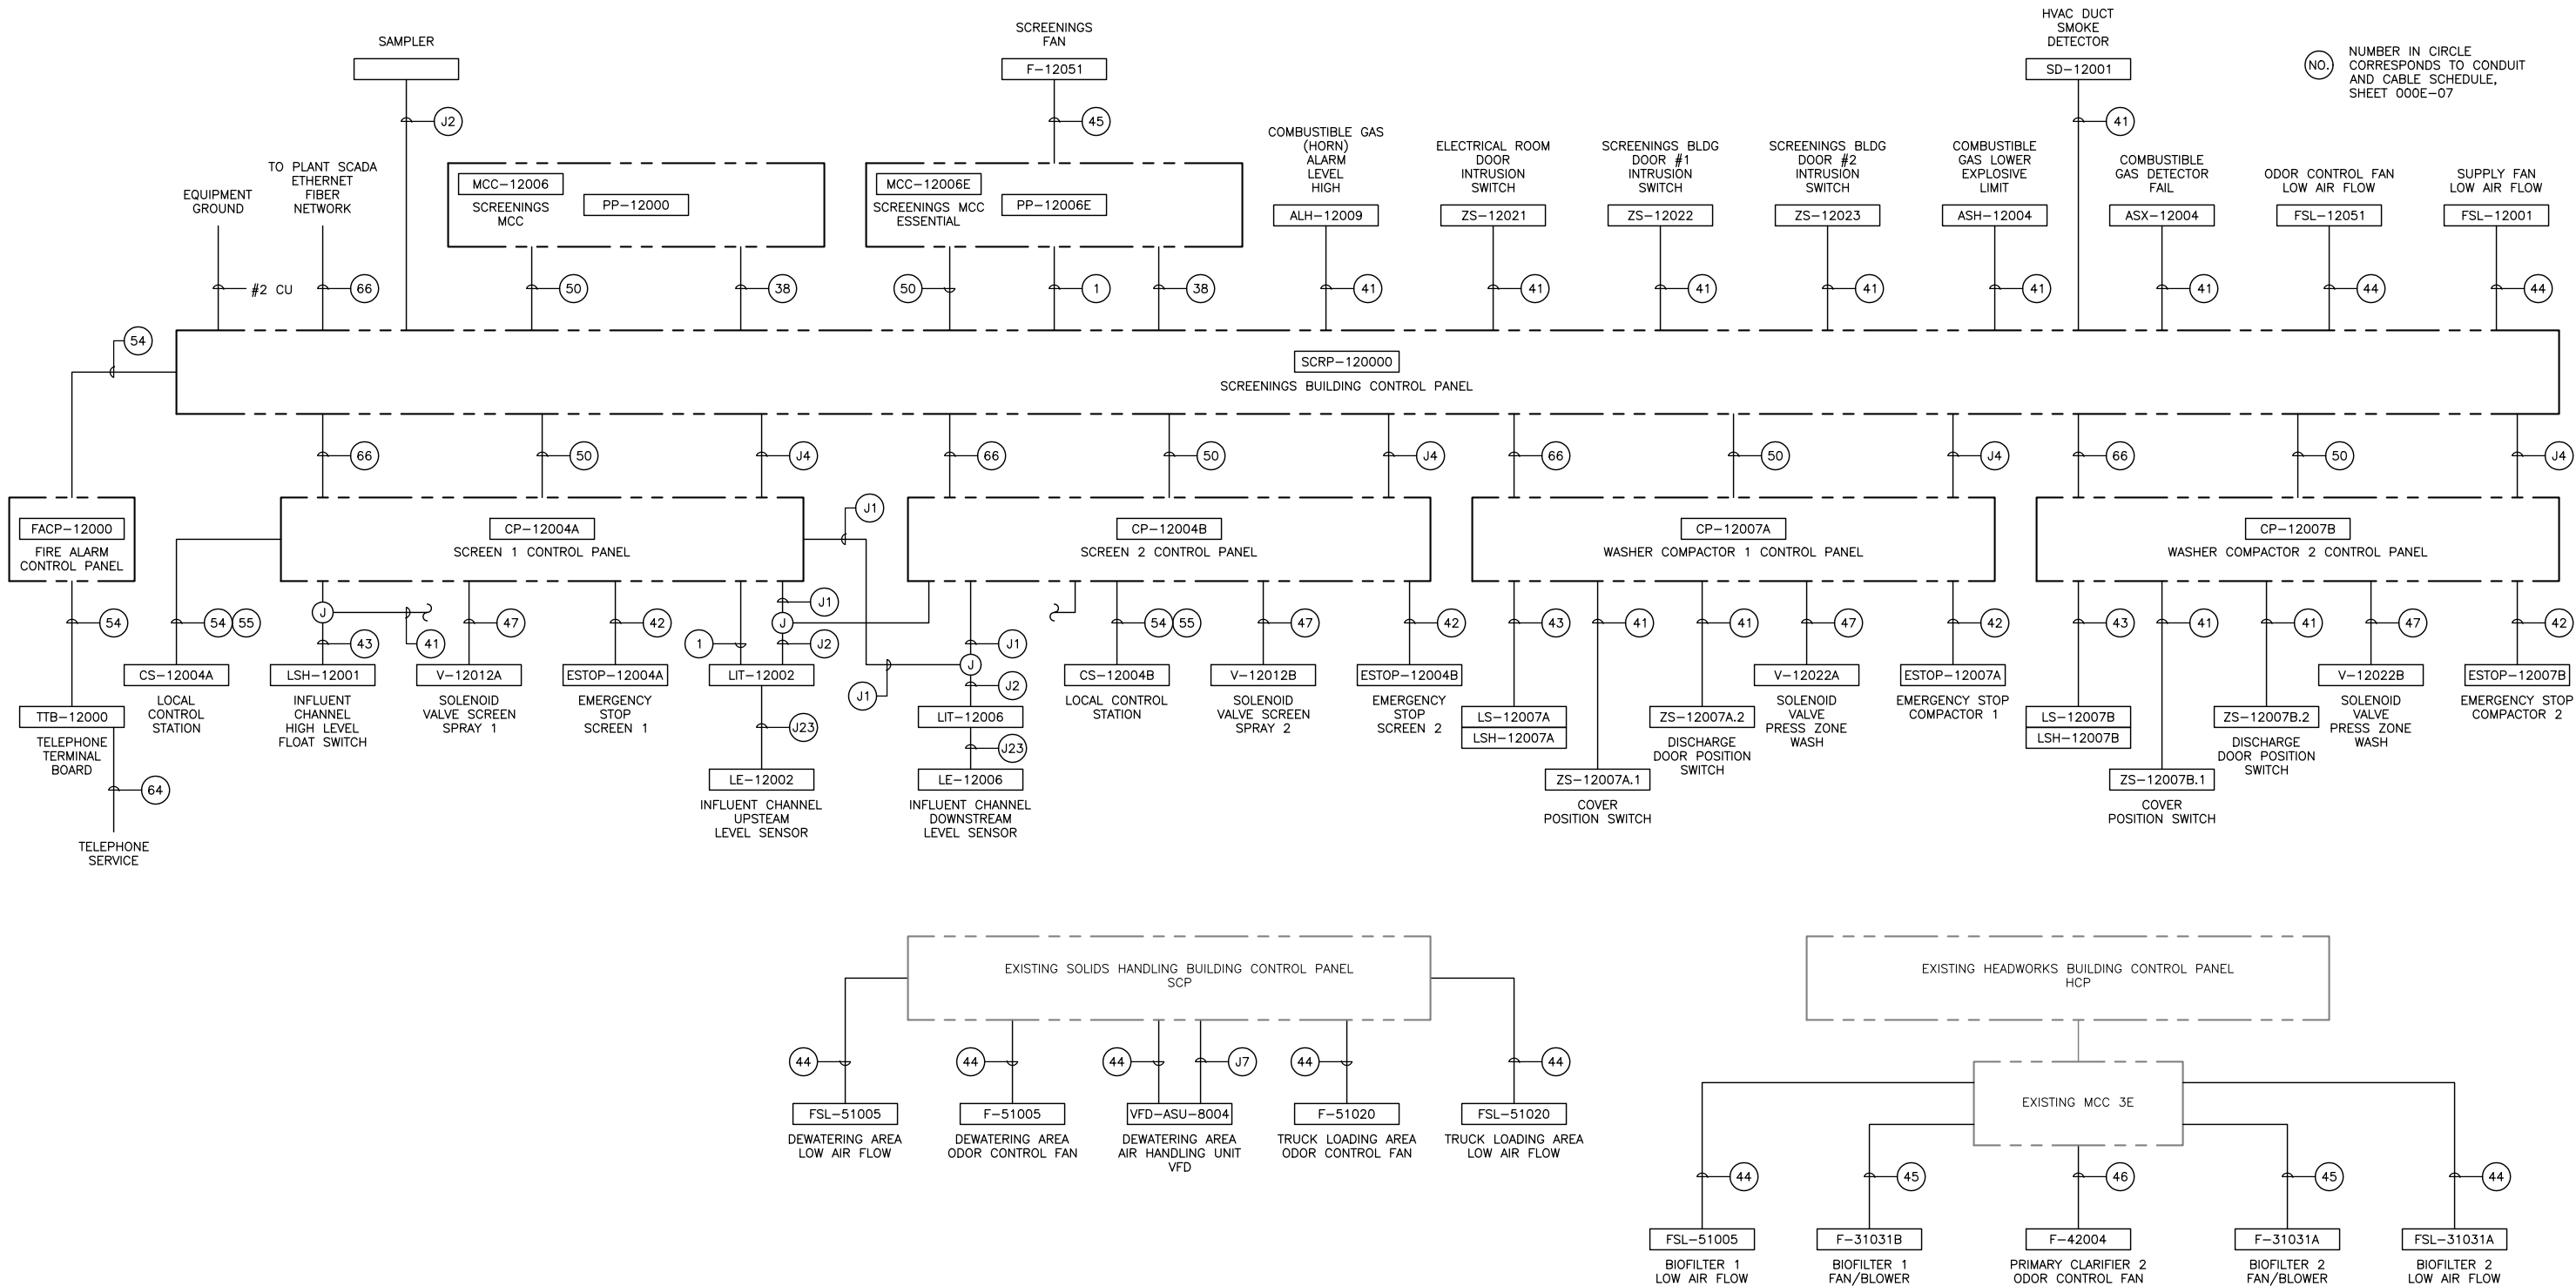 SAMPLER
SCREENINGS
FAN
F-12051
HVAC DUCT
SMOKE
DETECTOR
SD-12001
NO.
NUMBER IN CIRCLE
CORRESPONDS TO CONDUIT
AND CABLE SCHEDULE,
SHEET 000E-07
J2
45
41
EQUIPMENT
GROUND
TO PLANT SCADA
ETHERNET
FIBER
NETWORK
MCC-12006
SCREENINGS
MCC
PP-12000
MCC-12006E
SCREENINGS MCC
ESSENTIAL
PP-12006E
COMBUSTIBLE GAS
(HORN)
ALARM
LEVEL
HIGH
ALH-12009
ELECTRICAL ROOM
DOOR
INTRUSION
SWITCH
ZS-12021
SCREENINGS BLDG
DOOR #1
INTRUSION
SWITCH
ZS-12022
SCREENINGS BLDG
DOOR #2
INTRUSION
SWITCH
ZS-12023
COMBUSTIBLE
GAS LOWER
EXPLOSIVE
LIMIT
ASH-12004
COMBUSTIBLE
GAS DETECTOR
FAIL
ASX-12004
ODOR CONTROL FAN
LOW AIR FLOW
FSL-12051
SUPPLY FAN
LOW AIR FLOW
FSL-12001
#2 CU
66
50
38
50
1
38
41
41
41
41
41
41
44
44
54
SCRP-120000
SCREENINGS BUILDING CONTROL PANEL
66
50
J4
66
50
J4
66
50
J4
66
50
J4
FACP-12000
FIRE ALARM
CONTROL PANEL
CP-12004A
SCREEN 1 CONTROL PANEL
J1
CP-12004B
SCREEN 2 CONTROL PANEL
CP-12007A
WASHER COMPACTOR 1 CONTROL PANEL
CP-12007B
WASHER COMPACTOR 2 CONTROL PANEL
54
54
55
J
43
41
47
42
1
J1
J
J2
J1
J
J1
J2
54
55
47
42
43
41
41
47
42
43
41
41
47
42
TTB-12000
TELEPHONE
TERMINAL
BOARD
64
TELEPHONE
SERVICE
CS-12004A
LOCAL
CONTROL
STATION
LSH-12001
INFLUENT
CHANNEL
HIGH LEVEL
FLOAT SWITCH
V-12012A
SOLENOID
VALVE SCREEN
SPRAY 1
ESTOP-12004A
EMERGENCY
STOP
SCREEN 1
LIT-12002
J23
LE-12002
INFLUENT CHANNEL
UPSTEAM
LEVEL SENSOR
LIT-12006
J23
LE-12006
INFLUENT CHANNEL
DOWNSTREAM
LEVEL SENSOR
CS-12004B
LOCAL CONTROL
STATION
V-12012B
SOLENOID
VALVE SCREEN
SPRAY 2
ESTOP-12004B
EMERGENCY
STOP
SCREEN 2
LS-12007A
LSH-12007A
ZS-12007A.1
COVER
POSITION SWITCH
ZS-12007A.2
DISCHARGE
DOOR POSITION
SWITCH
V-12022A
SOLENOID
VALVE
PRESS ZONE
WASH
ESTOP-12007A
EMERGENCY STOP
COMPACTOR 1
LS-12007B
LSH-12007B
ZS-12007B.1
COVER
POSITION SWITCH
ZS-12007B.2
DISCHARGE
DOOR POSITION
SWITCH
V-12022B
SOLENOID
VALVE
PRESS ZONE
WASH
ESTOP-12007B
EMERGENCY STOP
COMPACTOR 2
EXISTING SOLIDS HANDLING BUILDING CONTROL PANEL
SCP
44
44
44
J7
44
44
FSL-51005
DEWATERING AREA
LOW AIR FLOW
F-51005
DEWATERING AREA
ODOR CONTROL FAN
VFD-ASU-8004
DEWATERING AREA
AIR HANDLING UNIT
VFD
F-51020
TRUCK LOADING AREA
ODOR CONTROL FAN
FSL-51020
TRUCK LOADING AREA
LOW AIR FLOW
EXISTING HEADWORKS BUILDING CONTROL PANEL
HCP
EXISTING MCC 3E
44
45
46
45
44
FSL-51005
BIOFILTER 1
LOW AIR FLOW
F-31031B
BIOFILTER 1
FAN/BLOWER
F-42004
PRIMARY CLARIFIER 2
ODOR CONTROL FAN
F-31031A
BIOFILTER 2
FAN/BLOWER
FSL-31031A
BIOFILTER 2
LOW AIR FLOW